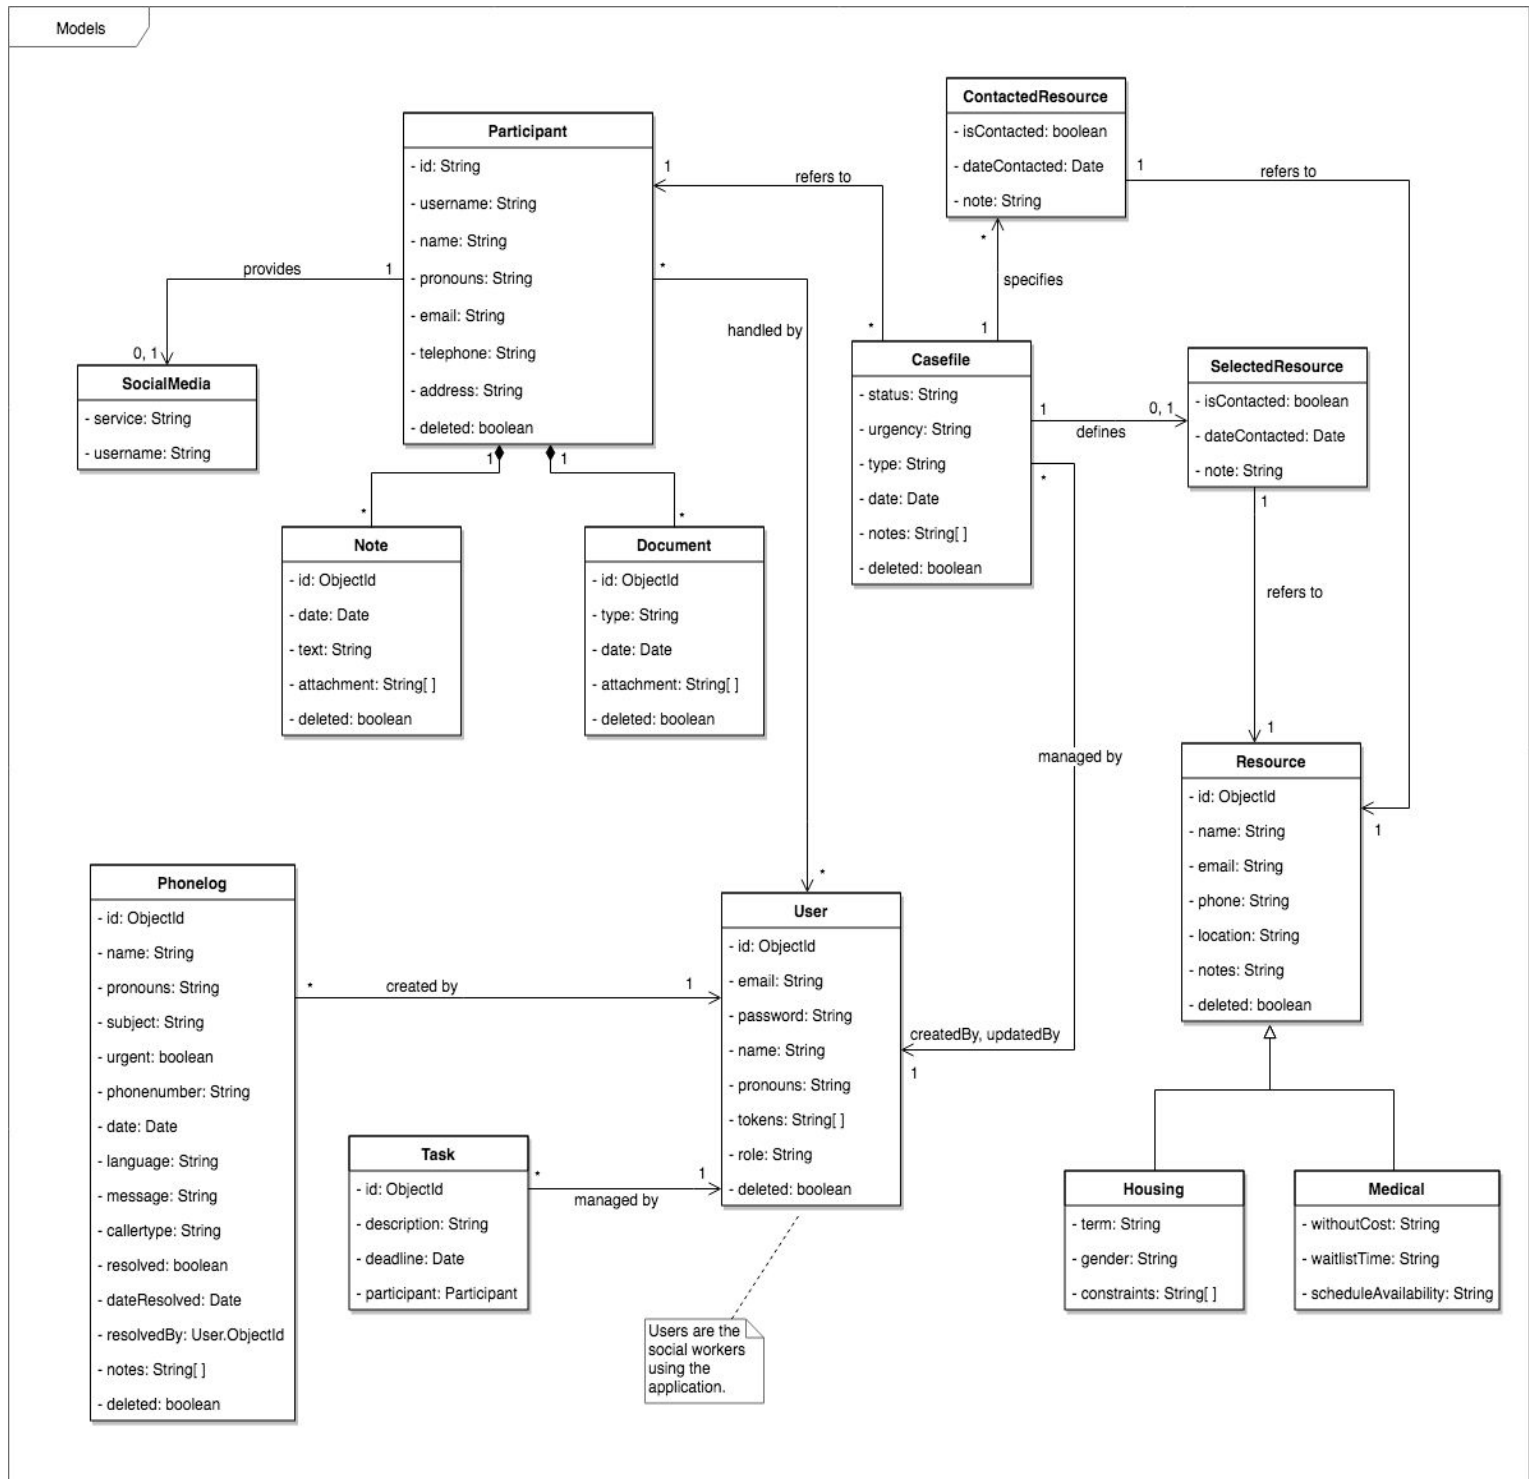 Models
ContactedResource
- isContacted: boolean
- dateContacted: Date
- note: String
Participant
- id: String
- username: String
- name: String
- pronouns: String
- email: String
- telephone: String
- address: String
- deleted: boolean
1
refers to
*
1
refers to
1
*
specifies
1
provides
1
0, 1
*
handled by
*
SocialMedia
- service: String
- username: String
Casefile
- status: String
- urgency: String
- type: String
- date: Date
- notes: String[ ]
- deleted: boolean
1
defines
0, 1
SelectedResource
- isContacted: boolean
- dateContacted: Date
- note: String
1
refers to
1
1
*
1
*
Note
- id: ObjectId
- date: Date
- text: String
- attachment: String[ ]
- deleted: boolean
Document
- id: ObjectId
- type: String
- date: Date
- attachment: String[ ]
- deleted: boolean
*
managed by
createdBy, updatedBy
1
Resource
- id: ObjectId
- name: String
- email: String
- phone: String
- location: String
- notes: String
- deleted: boolean
Phonelog
- id: ObjectId
- name: String
- pronouns: String
- subject: String
- urgent: boolean
- phonenumber: String
- date: Date
- language: String
- message: String
- callertype: String
- resolved: boolean
- dateResolved: Date
- resolvedBy: User.ObjectId
- notes: String[ ]
- deleted: boolean
*
created by
1
User
- id: ObjectId
- email: String
- password: String
- name: String
- pronouns: String
- tokens: String[ ]
- role: String
- deleted: boolean
Task
- id: ObjectId
- description: String
- deadline: Date
- participant: Participant
*
managed by
1
Housing
- term: String
- gender: String
- constraints: String[ ]
Medical
- withoutCost: String
- waitlistTime: String
- scheduleAvailability: String
Users are the
social workers
using the
application.